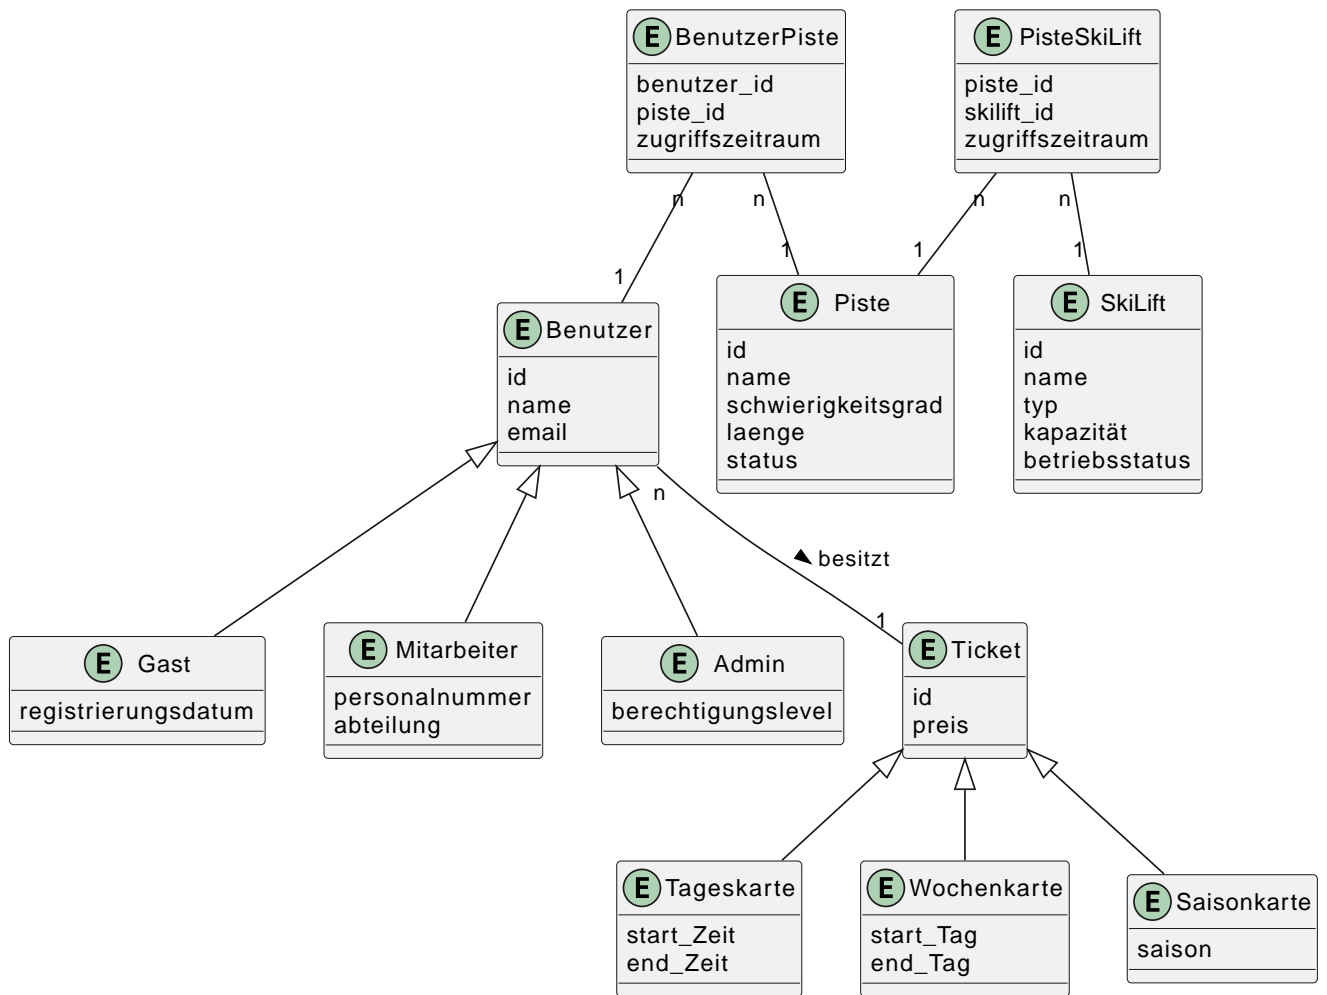 E BenutzerPiste
benutzer_id
piste_id
zugriffszeitraum
E PisteSkiLift
piste_id
skilift_id
zugriffszeitraum
n
n
n
n
1
1
1
1
E Benutzer
id
name
email
E Piste
id
name
schwierigkeitsgrad
laenge
status
E SkiLift
id
name
typ
kapazität
betriebsstatus
n
besitzt
1
E Gast
registrierungsdatum
E Mitarbeiter
personalnummer
abteilung
E Admin
berechtigungslevel
E Ticket
id
preis
E Tageskarte
start_Zeit
end_Zeit
E Wochenkarte
start_Tag
end_Tag
E Saisonkarte
saison